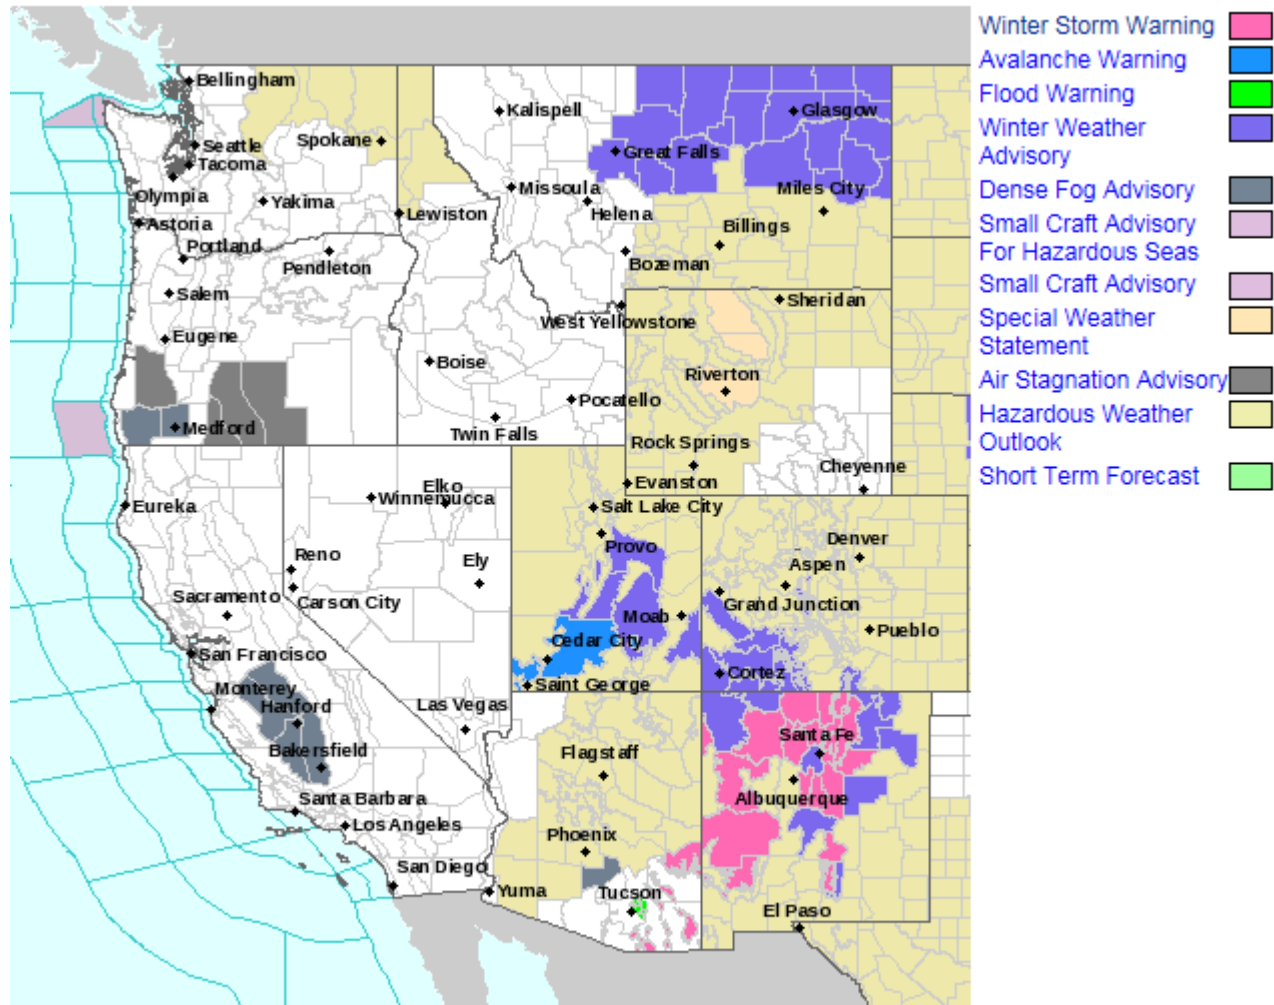 Bellingham
Seattle
Tacoma
Olympia
Spokane
Yakima
Astoria
Portland
Pendleton
Lewiston
Salem
Eugene
Medford
Kalispell
Missoula
Great Falls
Helena
Glasgow
Miles City
Billings
Bozeman
West Yellowstone
Sheridan
Boise
Pocatello
Twin Falls
Riverton
Rock Springs
Evanston
Cheyenne
Eureka
Elko
Winnemucca
Reno
Ely
Carson City
Sacramento
San Francisco
Monterey
Hanford
Bakersfield
Las Vegas
Santa Barbara
Los Angeles
San Diego
Salt Lake City
Provo
Moab
Cedar City
Saint George
Denver
Aspen
Grand Junction
Pueblo
Cortez
Flagstaff
Phoenix
Yuma
Tucson
Santa Fe
Albuquerque
El Paso
Winter Storm Warning
Avalanche Warning
Flood Warning
Winter Weather
Advisory
Dense Fog Advisory
Small Craft Advisory
For Hazardous Seas
Small Craft Advisory
Special Weather
Statement
Air Stagnation Advisory
Hazardous Weather
Outlook
Short Term Forecast